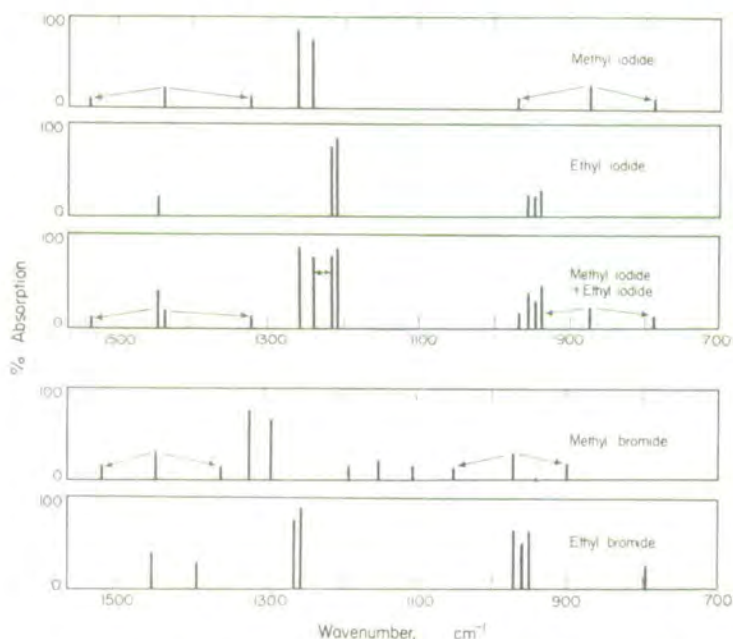 100
Methyl iodide
0
100
Ethyl iodide
0
100
Methyl iodide
+ Ethyl iodide
0
1500 1300 1100 900 700
% Absorption
100
Methyl bromide
0
100
Ethyl bromide
0
1500 1300 1100 900 700
Wavenumber, cm⁻¹